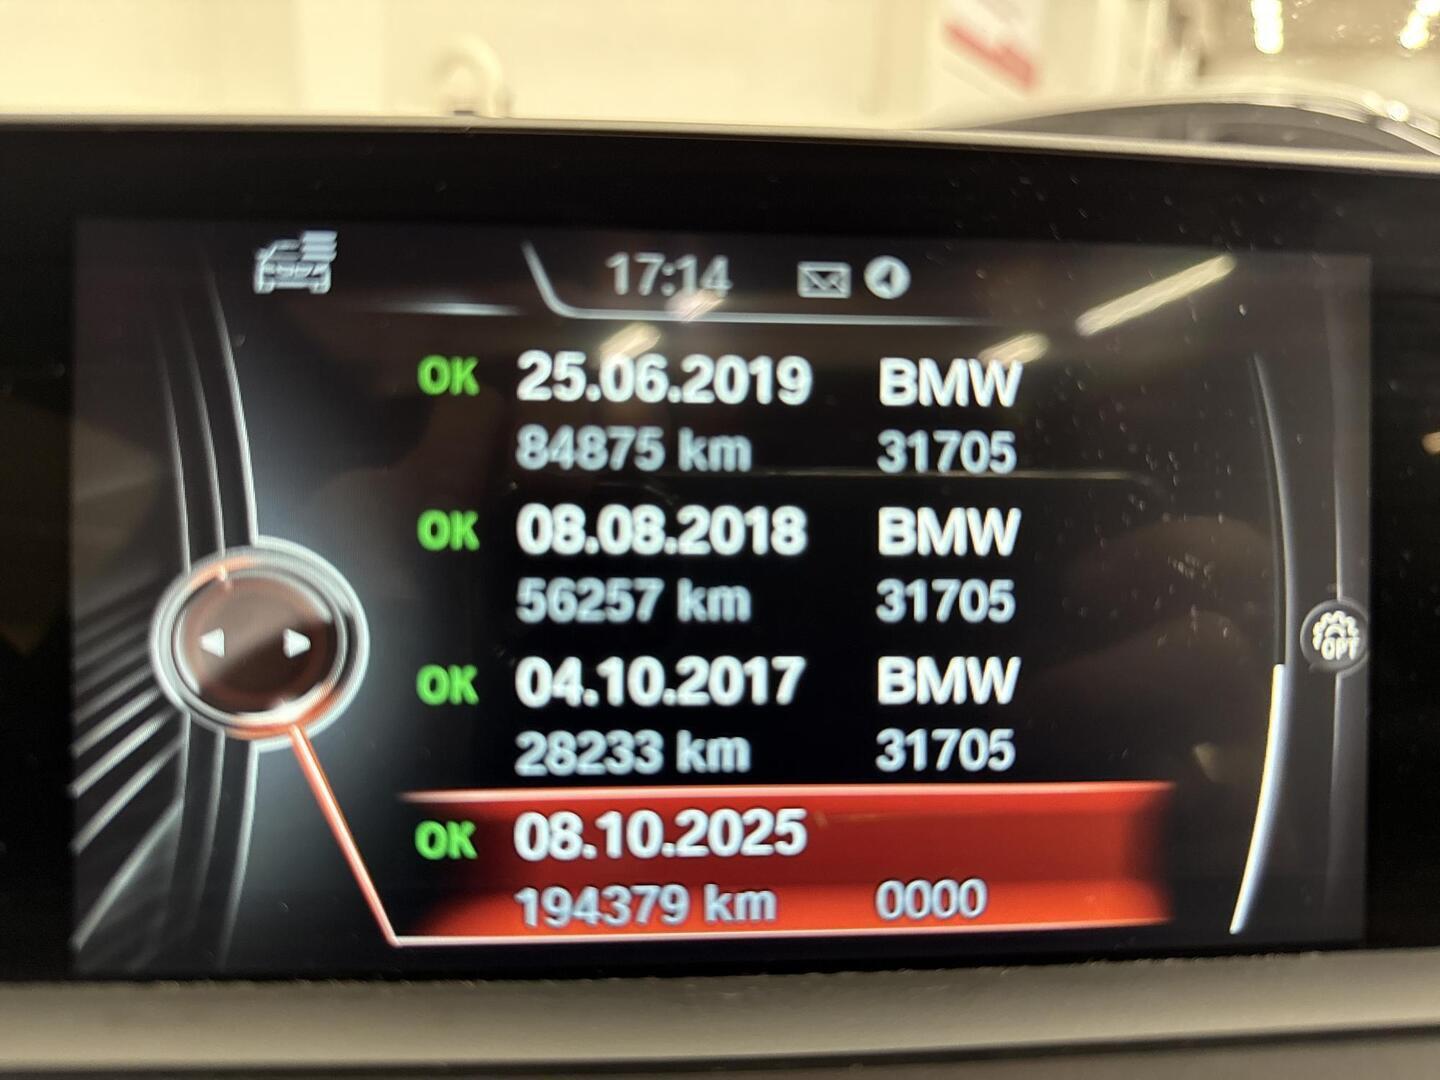 17:14
OK 25.06.2019 BMW
84875 km 31705
OK 08.08.2018 BMW
56257 km 31705
OK 04.10.2017 BMW
28233 km 31705
OPT
OK 08.10.2025
194379 km 0000